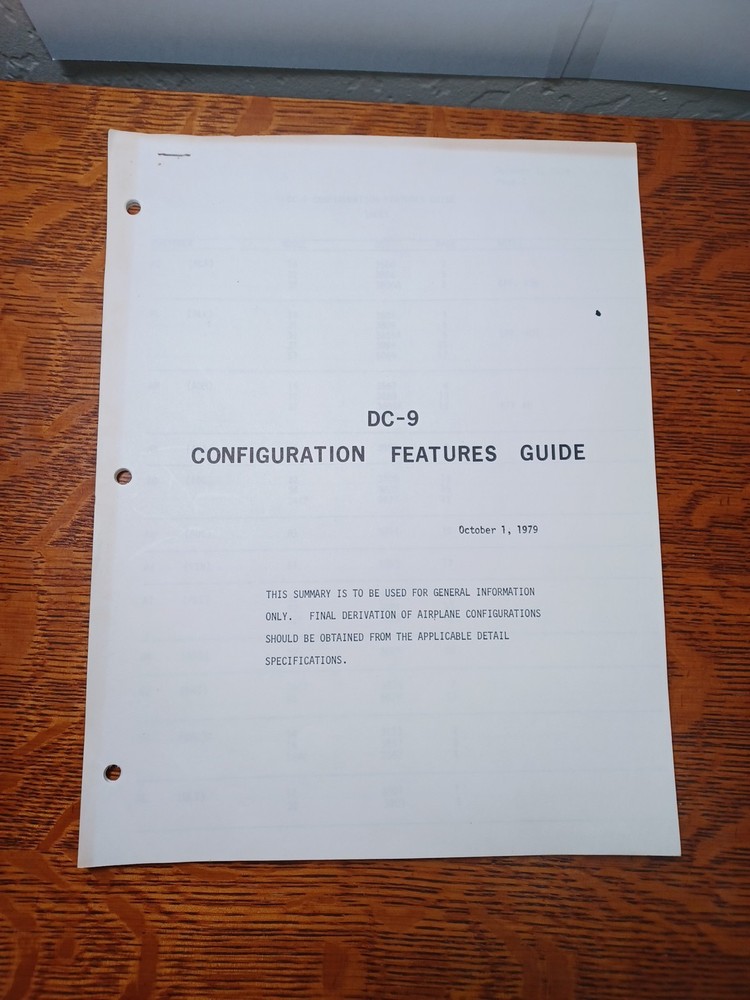 DC-9
CONFIGURATION FEATURES GUIDE
October 1, 1979
THIS SUMMARY IS TO BE USED FOR GENERAL INFORMATION
ONLY. FINAL DERIVATION OF AIRPLANE CONFIGURATIONS
SHOULD BE OBTAINED FROM THE APPLICABLE DETAIL
SPECIFICATIONS.